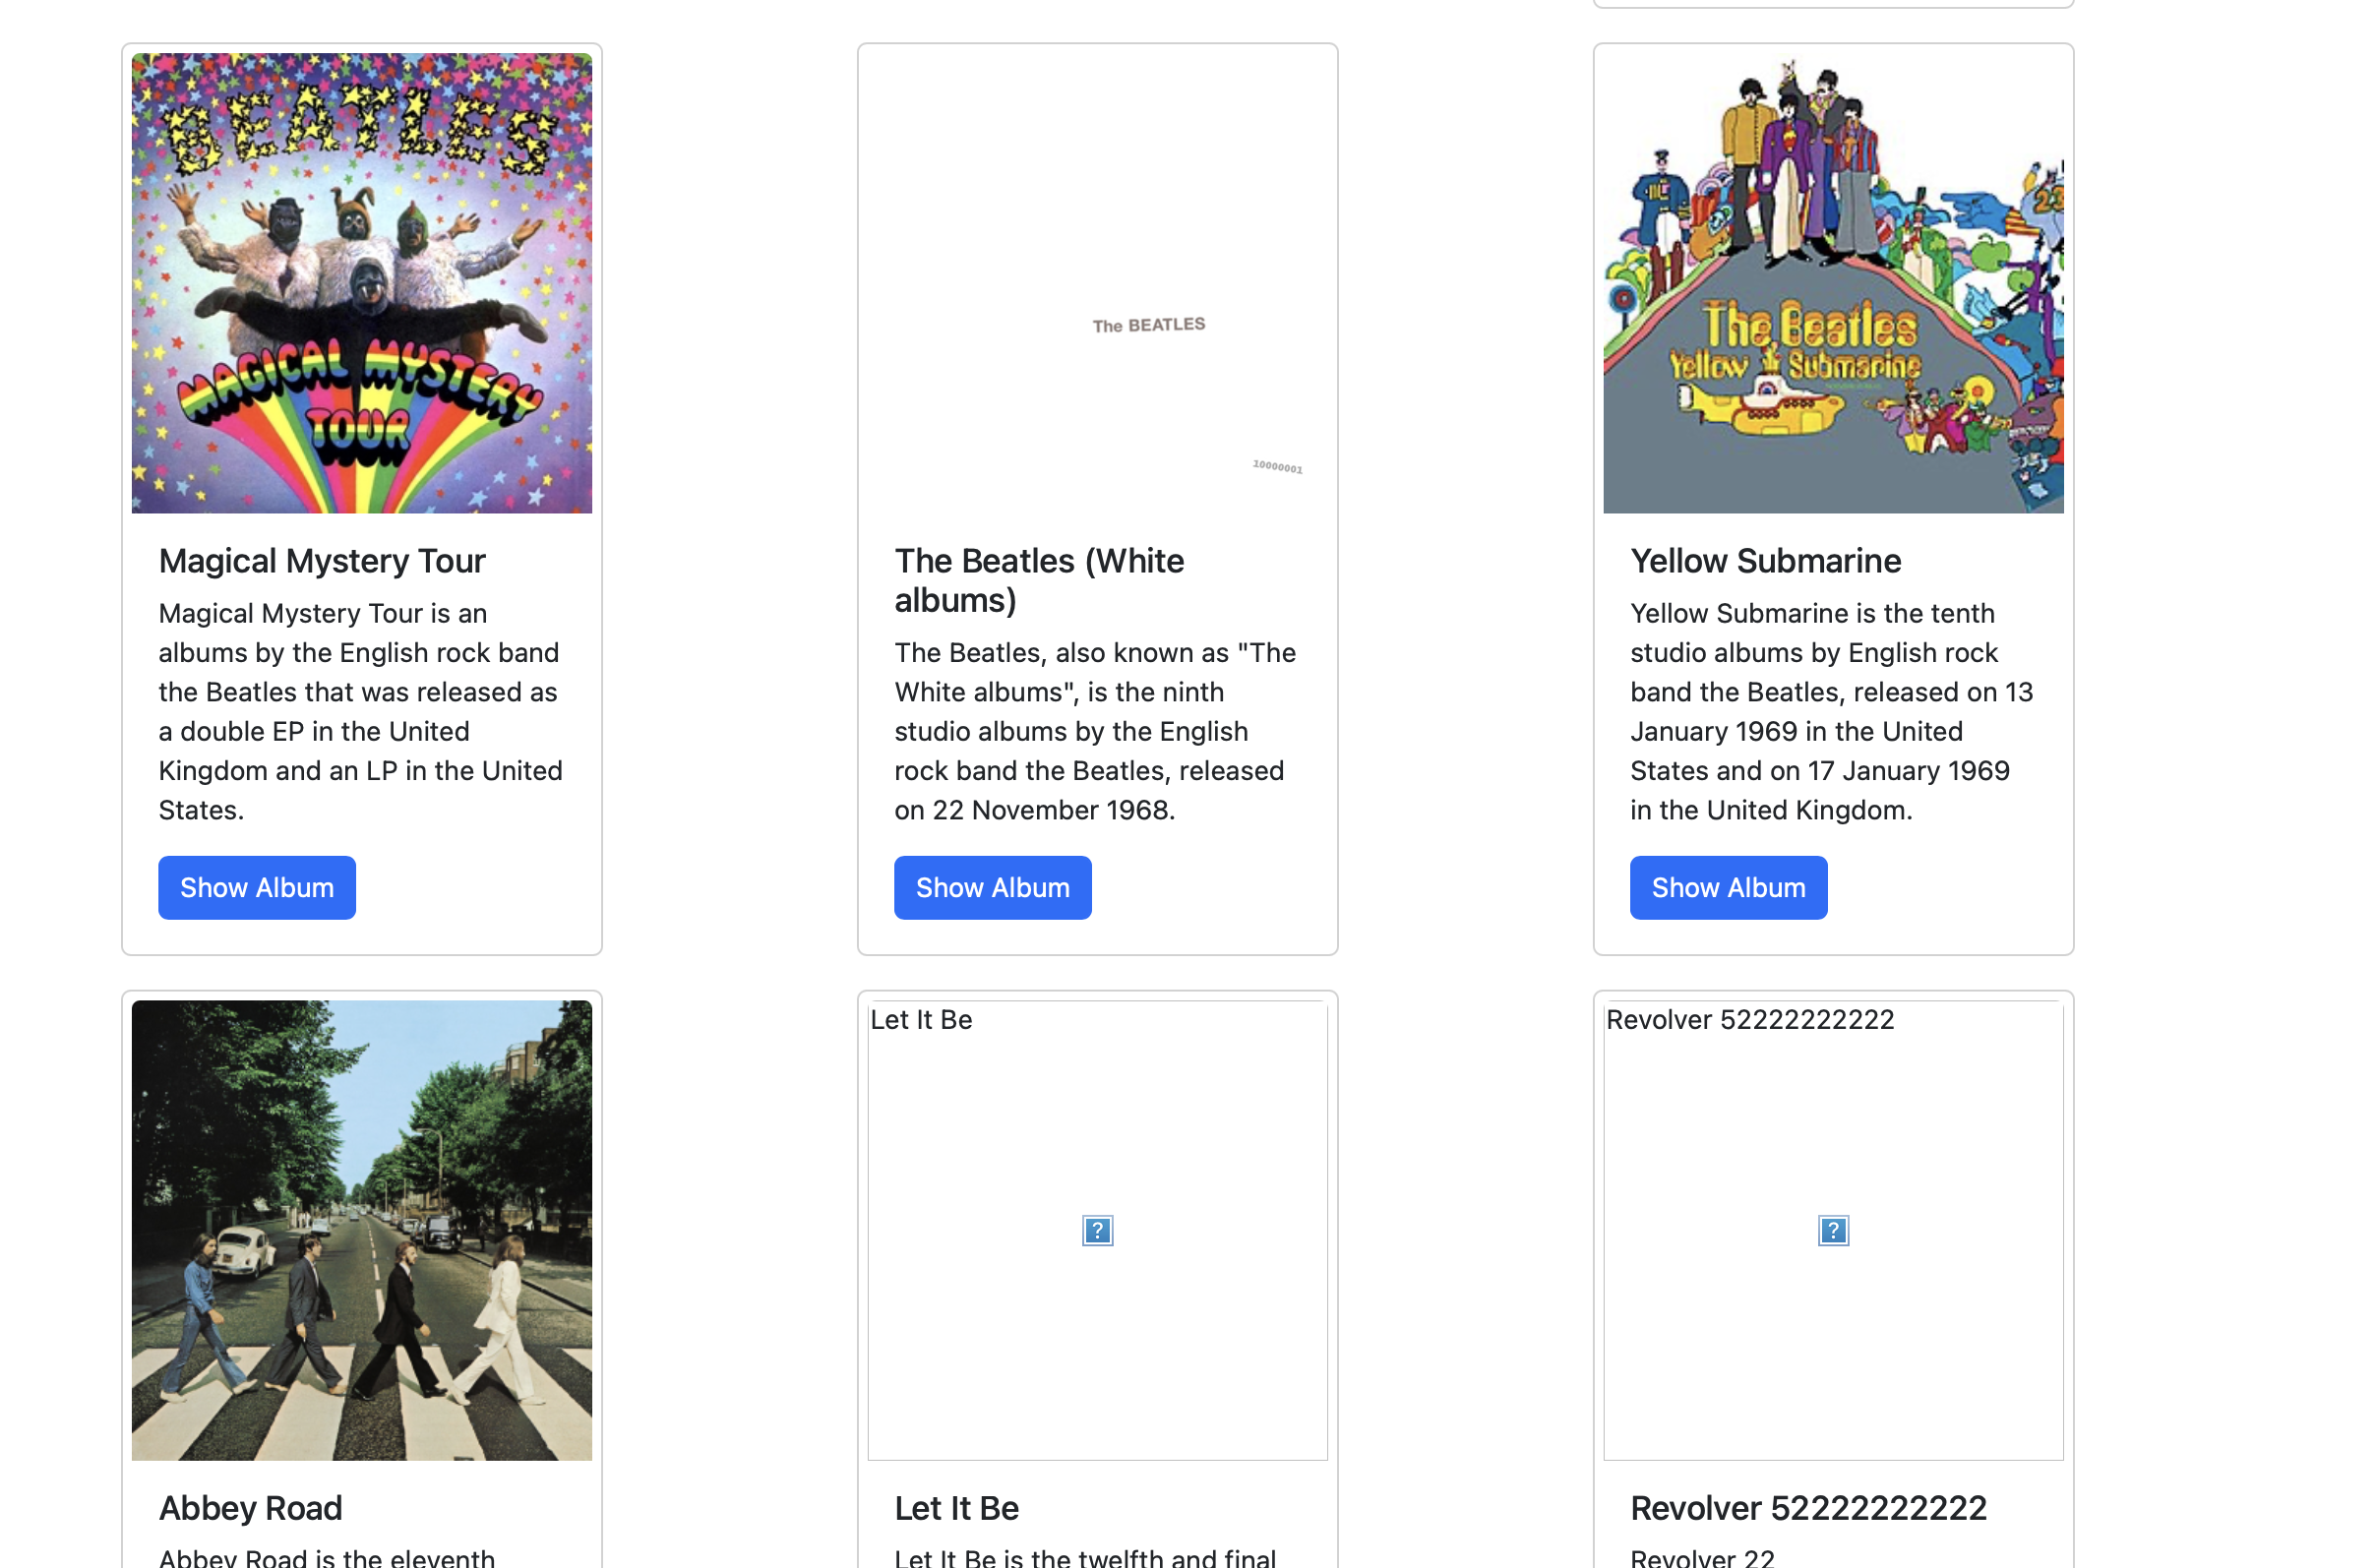 BEATLES
MAGICAL MYSTERY
TOUR
Magical Mystery Tour
Magical Mystery Tour is an
albums by the English rock band
the Beatles that was released as
a double EP in the United
Kingdom and an LP in the United
States.
Show Album
The BEATLES
10000001
The Beatles (White
albums)
The Beatles, also known as "The
White albums", is the ninth
studio albums by the English
rock band the Beatles, released
on 22 November 1968.
Show Album
The Beatles
Yellow Submarine
Yellow Submarine
Yellow Submarine is the tenth
studio albums by English rock
band the Beatles, released on 13
January 1969 in the United
States and on 17 January 1969
in the United Kingdom.
Show Album
Abbey Road
Abbey Road is the eleventh
Let It Be
Let It Be
Let It Be is the twelfth and final
Revolver 52222222222
Revolver 52222222222
Revolver 22